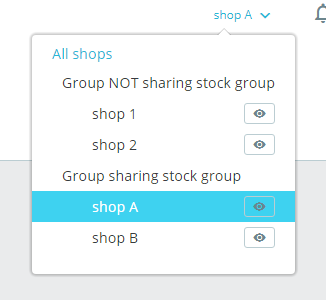 shop A
All shops
Group NOT sharing stock group
shop 1
shop 2
Group sharing stock group
shop A
shop B